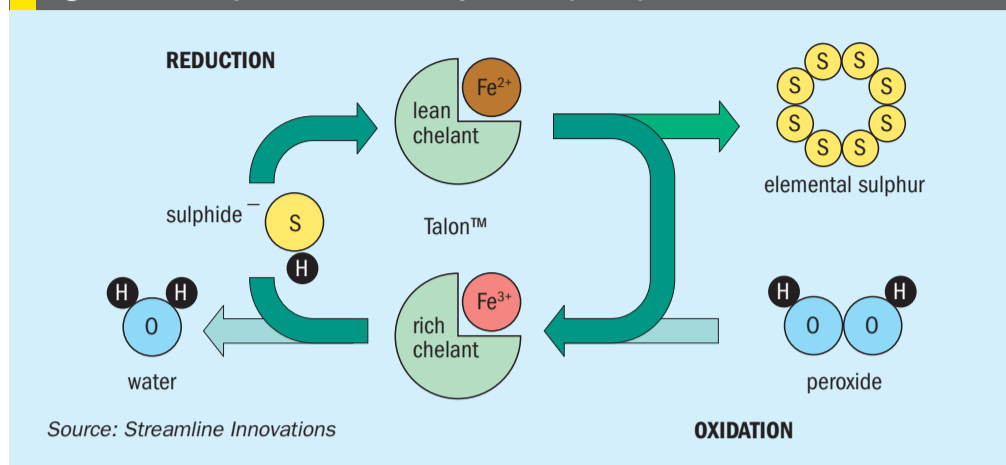 REDUCTION
lean
chelant
Fe2+
S S
S S
S S
S S
elemental sulphur
sulphide –
S
H
Talon™
H H
O
water
rich
chelant
Fe3+
H H
O O
peroxide
Source: Streamline Innovations
OXIDATION